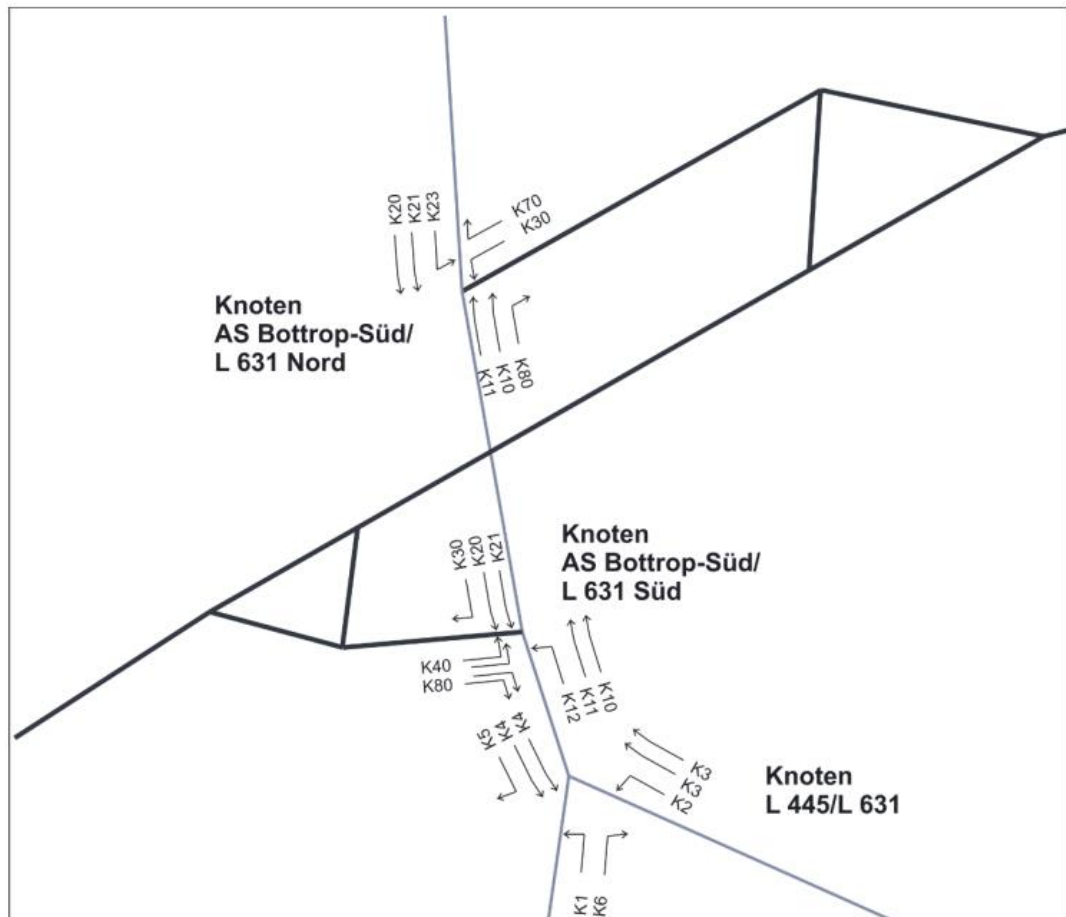 K20
K21
K23
K70
K30
Knoten
AS Bottrop-Süd/
L 631 Nord
K11
K10
K80
K30
K20
K21
Knoten
AS Bottrop-Süd/
L 631 Süd
K40
K80
K12
K11
K10
K5
K4
K4
K3
K3
K2
Knoten
L 445/L 631
K1
K6